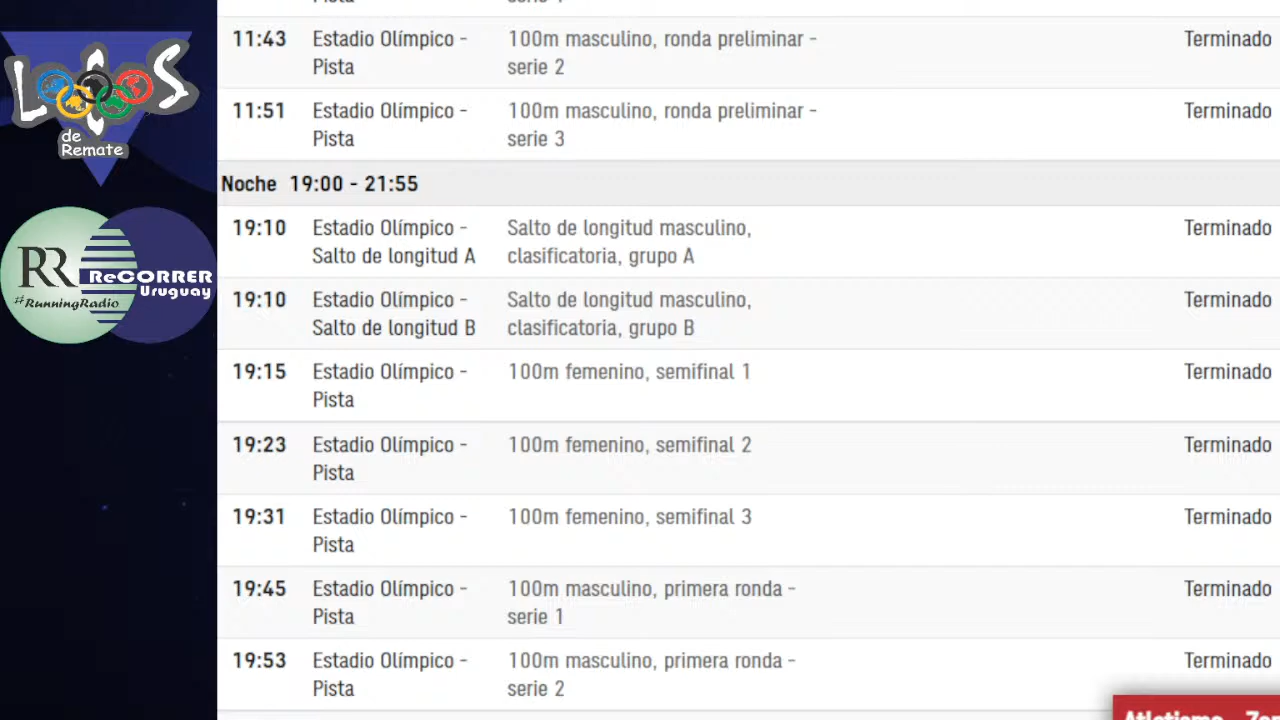 Locos
de
Remate
RR
#RunningRadio
ReCORRER
Uruguay
11:43 Estadio Olímpico - 100m masculino, ronda preliminar - Terminado
Pista serie 2
11:51 Estadio Olímpico - 100m masculino, ronda preliminar - Terminado
Pista serie 3
Noche 19:00 - 21:55
19:10 Estadio Olímpico - Salto de longitud masculino, Terminado
Salto de longitud A clasificatoria, grupo A
19:10 Estadio Olímpico - Salto de longitud masculino, Terminado
Salto de longitud B clasificatoria, grupo B
19:15 Estadio Olímpico - 100m femenino, semifinal 1 Terminado
Pista
19:23 Estadio Olímpico - 100m femenino, semifinal 2 Terminado
Pista
19:31 Estadio Olímpico - 100m femenino, semifinal 3 Terminado
Pista
19:45 Estadio Olímpico - 100m masculino, primera ronda - Terminado
Pista serie 1
19:53 Estadio Olímpico - 100m masculino, primera ronda - Terminado
Pista serie 2